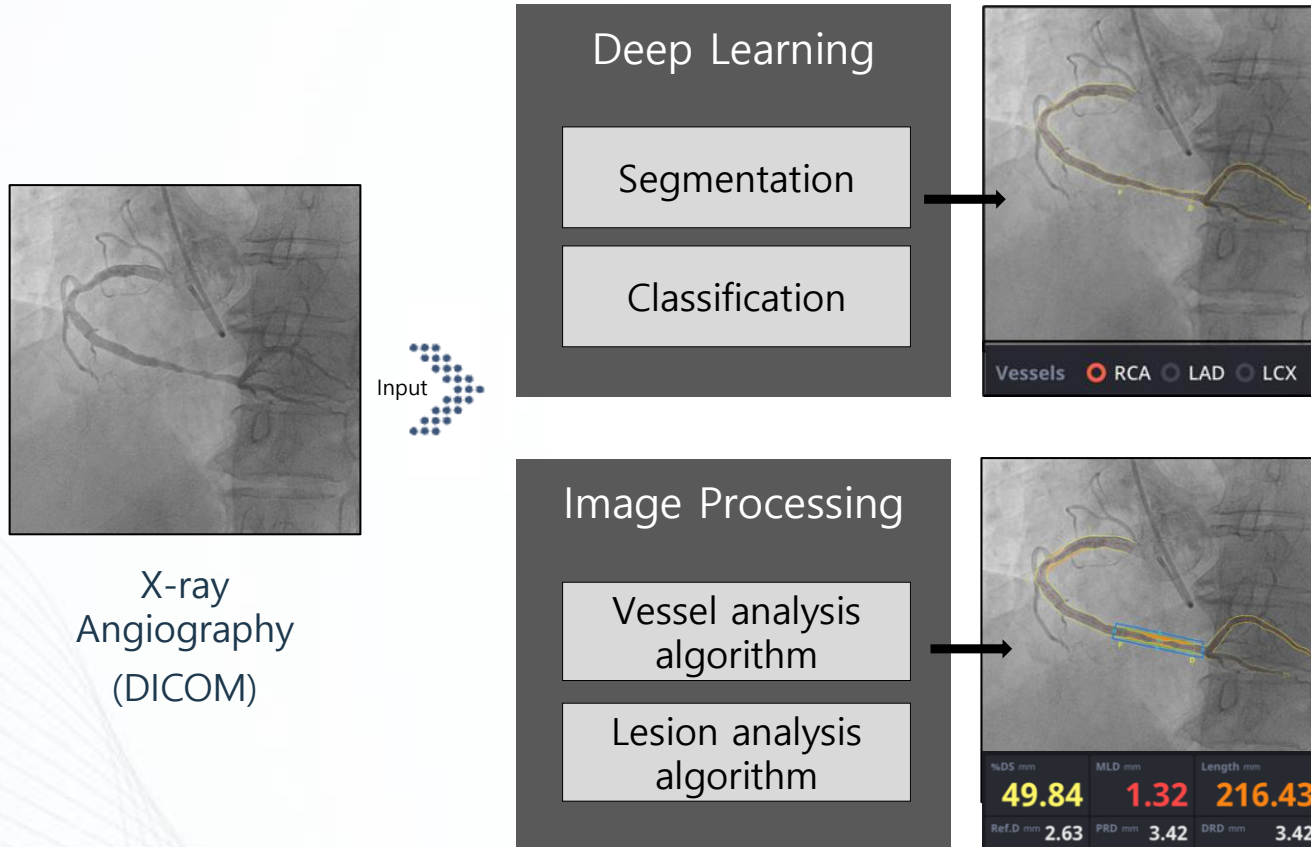 X-ray
Angiography
(DICOM)
Input
Deep Learning
Segmentation
Classification
Vessels RCA LAD LCX
Image Processing
Vessel analysis
algorithm
Lesion analysis
algorithm
P
D
%DS mm MLD mm Length mm
49.84 1.32 216.43
Ref.D mm 2.63 PRD mm 3.42 DRD mm 3.42